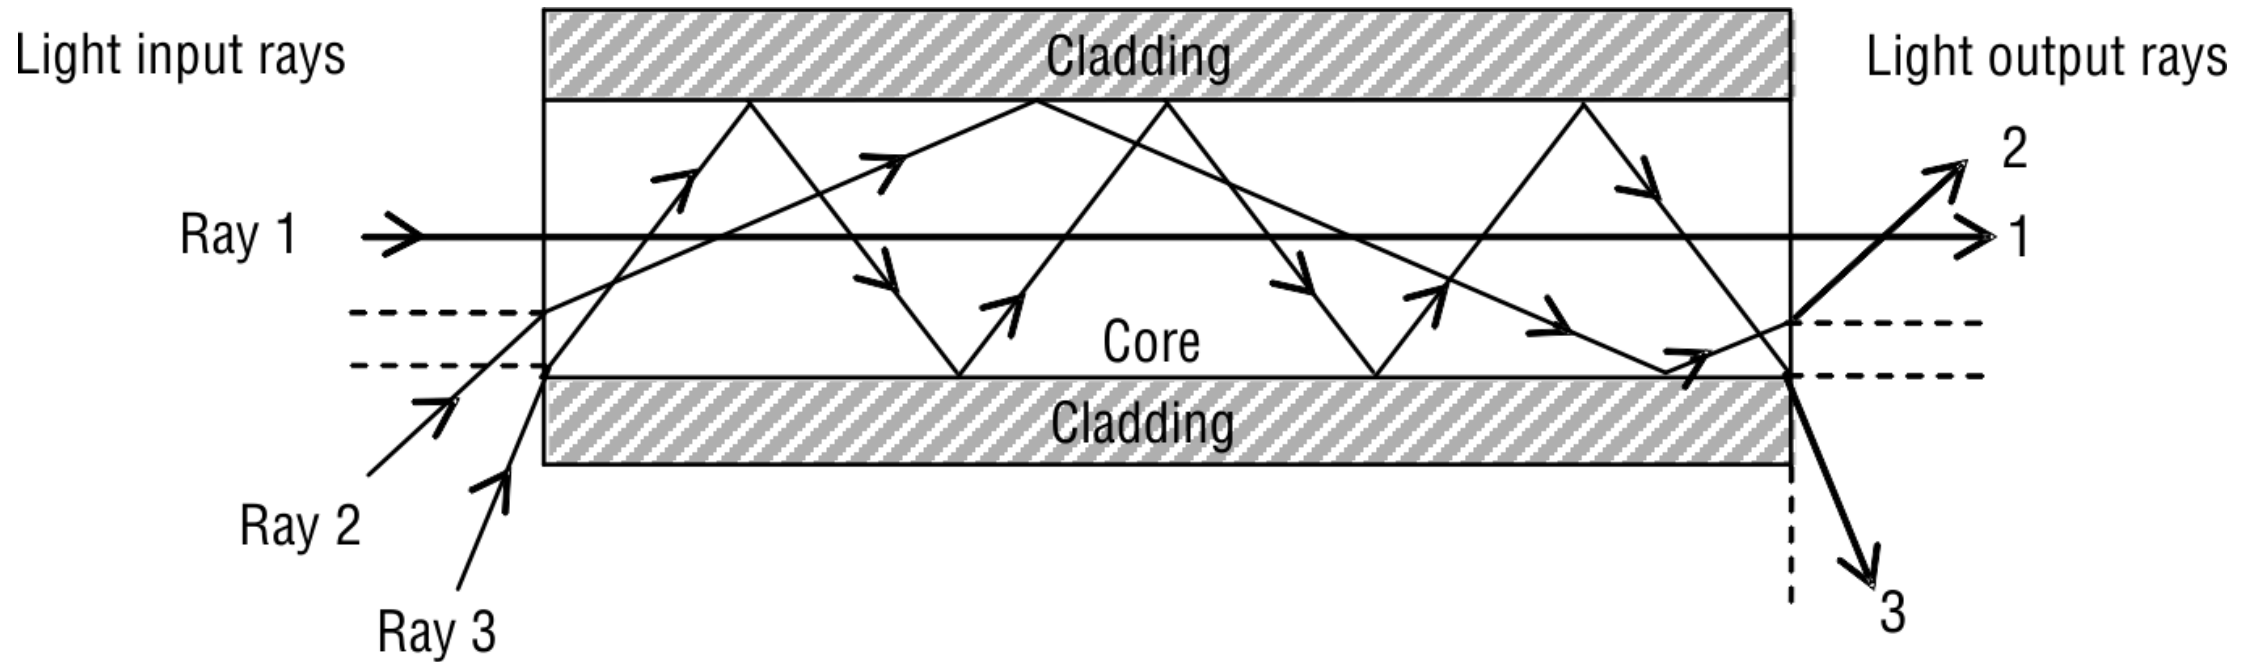 Light input rays
Cladding
Light output rays
2
Ray 1
1
Core
Cladding
Ray 2
Ray 3
3